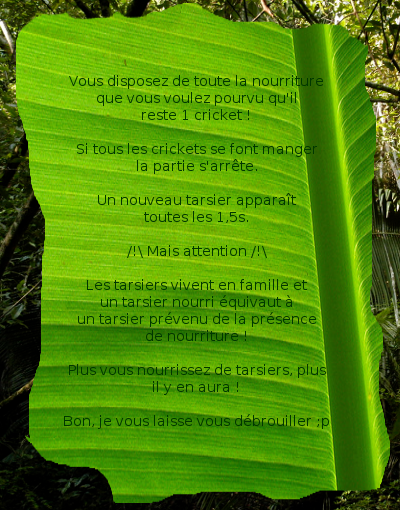 Vous disposez de toute la nourriture
que vous voulez pourvu qu'il
reste 1 cricket !
Si tous les crickets se font manger
la partie s'arrête.
Un nouveau tarsier apparaît
toutes les 1,5s.
/!\ Mais attention /!\
Les tarsiers vivent en famille et
un tarsier nourri équivaut à
un tarsier prévenu de la présence
de nourriture !
Plus vous nourrissez de tarsiers, plus
il y en aura !
Bon, je vous laisse vous débrouiller ;p